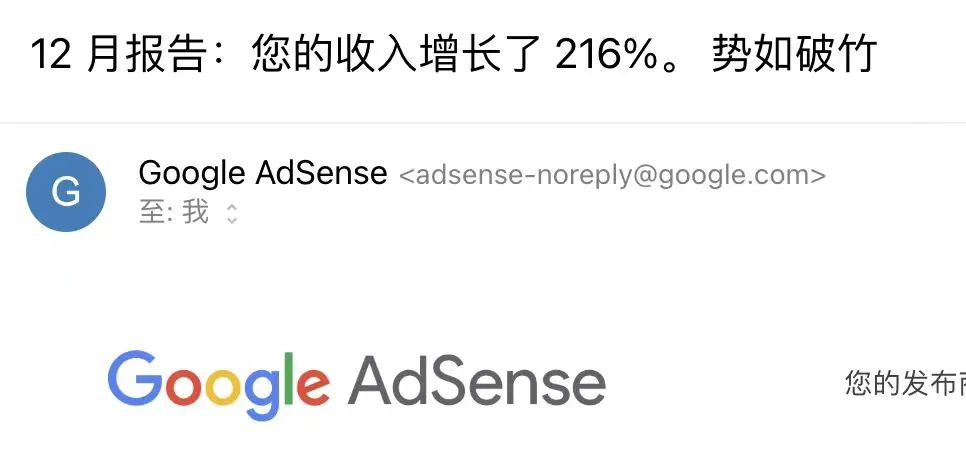 12 月报告：您的收入增长了 216%。 势如破竹
G
Google AdSense <adsense-noreply@google.com>
至: 我
Google AdSense
您的发布